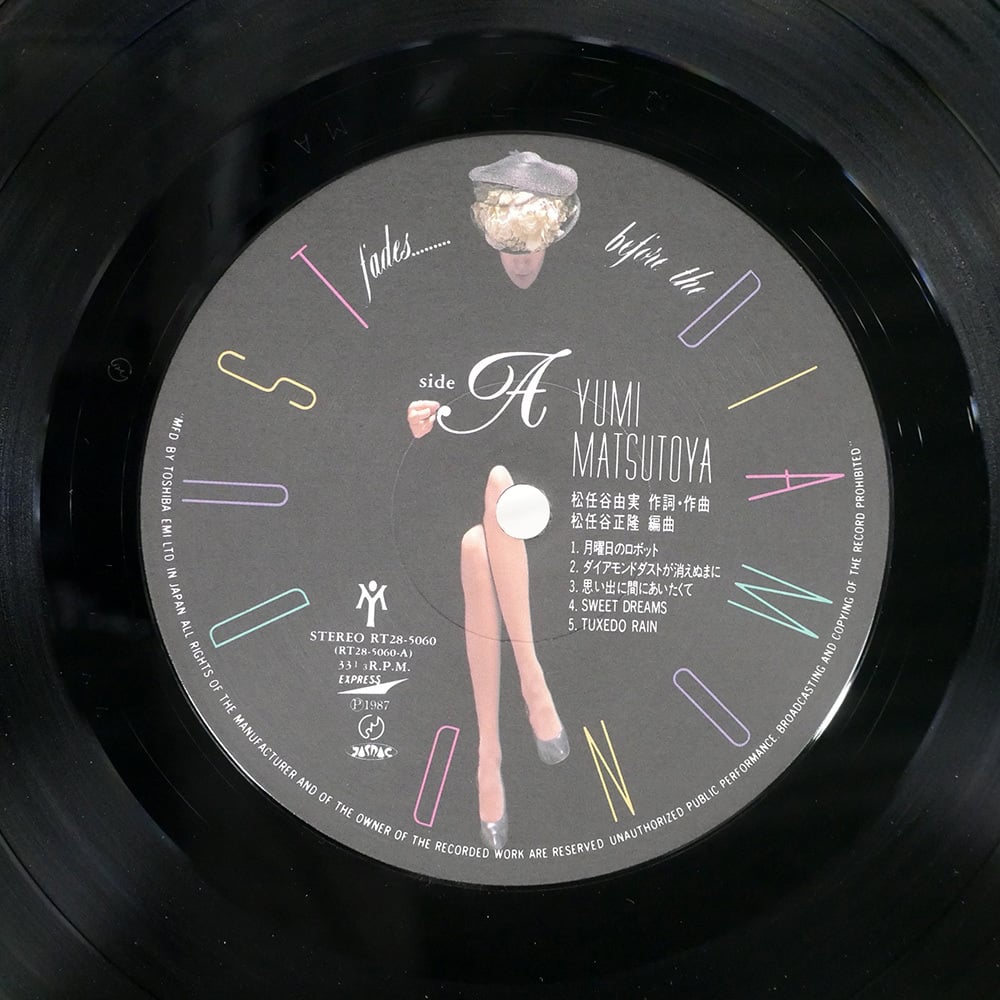 before the
DIAMOND
DUST
fades........
side A
YUMI
MATSUTOYA
松任谷由実 作詞・作曲
松任谷正隆 編曲
1. 月曜日のロボット
2. ダイアモンドダストが消えぬまに
3. 思い出に間にあいたくて
4. SWEET DREAMS
5. TUXEDO RAIN
STEREO RT28-5060
(RT28-5060-A)
33 1/3 R.P.M.
EXPRESS
Ⓟ1987
JASRAC
"MFD BY TOSHIBA EMI LTD IN JAPAN ALL RIGHTS OF THE MANUFACTURER AND OF THE OWNER OF THE RECORDED WORK ARE RESERVED UNAUTHORIZED PUBLIC PERFORMANCE. BROADCASTING AND COPYING OF THE RECORD PROHIBITED"